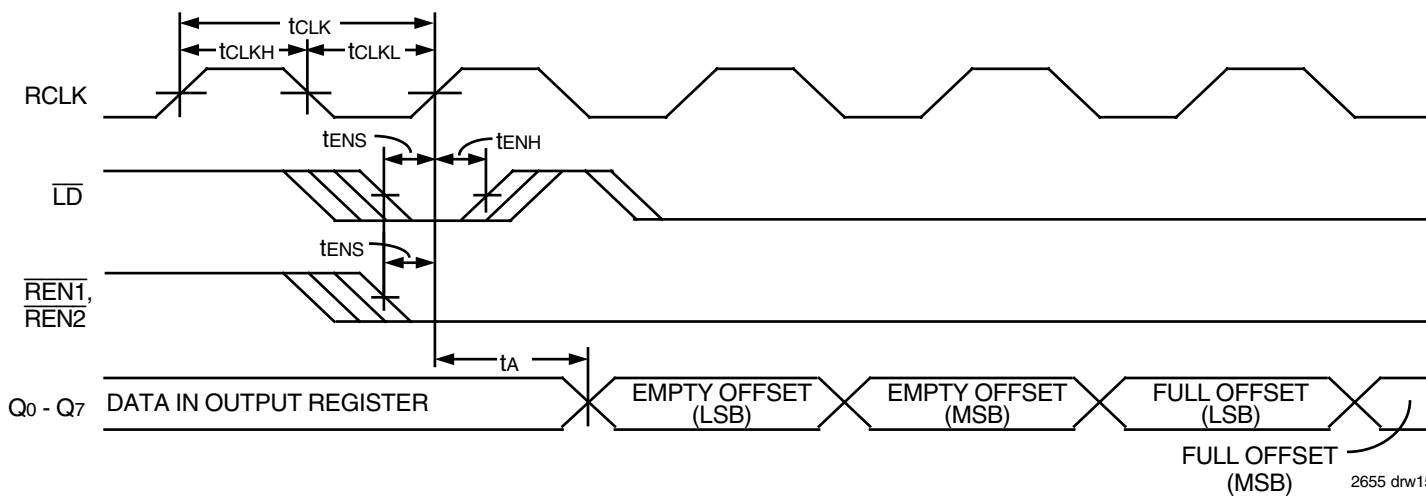 tCLK
tCLKH
tCLKL
RCLK
tENS
tENH
LD
tENS
REN1,
REN2
tA
Q0 - Q7
DATA IN OUTPUT REGISTER
EMPTY OFFSET
(LSB)
EMPTY OFFSET
(MSB)
FULL OFFSET
(LSB)
FULL OFFSET
(MSB)
2655